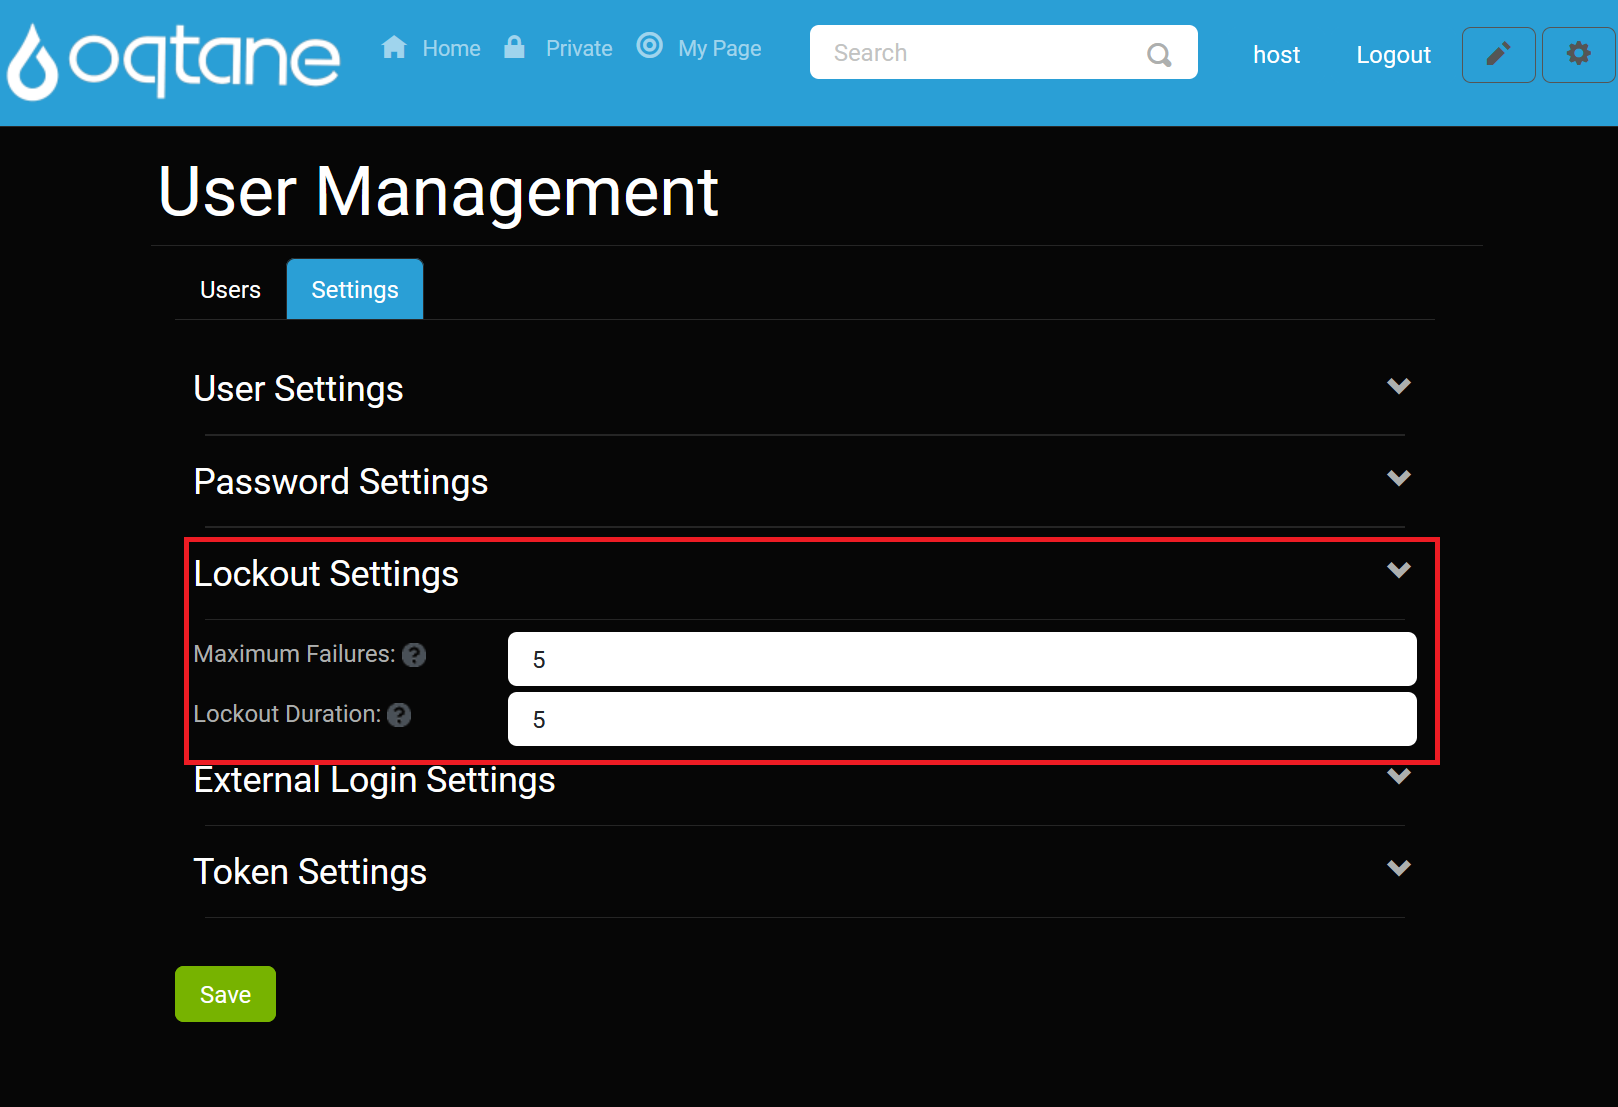 oqtane
Home Private My Page Search host Logout
User Management
Users Settings
User Settings
Password Settings
Lockout Settings
Maximum Failures: ? 5
Lockout Duration: ? 5
External Login Settings
Token Settings
Save